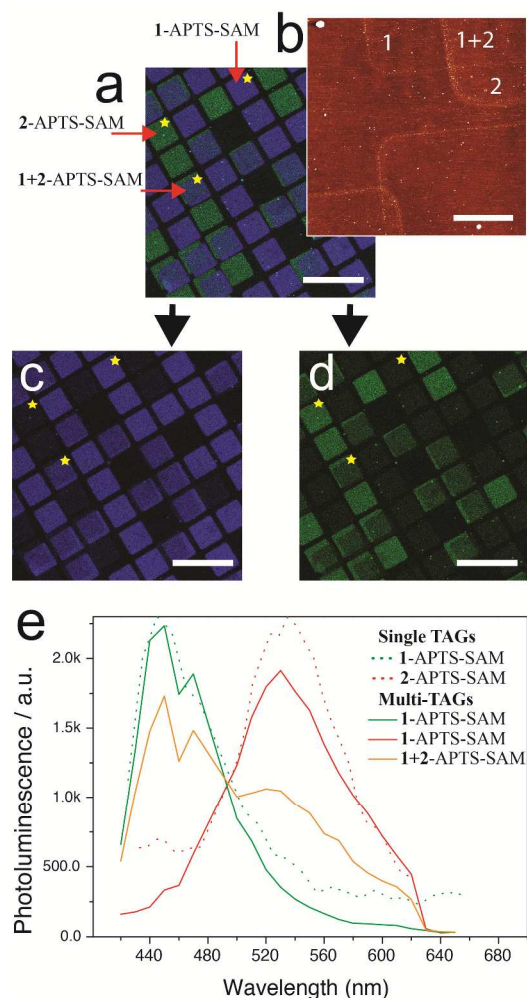 1-APTS-SAM
b
1
1+2
2
a
2-APTS-SAM
1+2-APTS-SAM
c
d
e
Single TAGs
1-APTS-SAM
2-APTS-SAM
Multi-TAGs
1-APTS-SAM
1-APTS-SAM
1+2-APTS-SAM
Photoluminescence / a.u.
2.0k
1.5k
1.0k
500.0
0.0
440 480 520 560 600 640 680
Wavelength (nm)